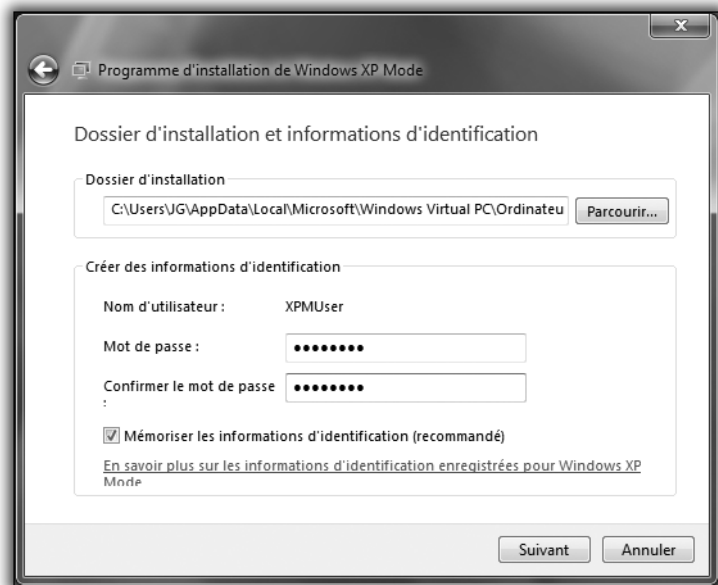 x
Programme d'installation de Windows XP Mode
Dossier d'installation et informations d'identification
Dossier d'installation
C:\Users\JG\AppData\Local\Microsoft\Windows Virtual PC\Ordinateu
Parcourir...
Créer des informations d'identification
Nom d'utilisateur : XPMUser
Mot de passe : ●●●●●●●●
Confirmer le mot de passe ●●●●●●●●
:
Mémoriser les informations d'identification (recommandé)
En savoir plus sur les informations d'identification enregistrées pour Windows XP
Mode
Suivant Annuler